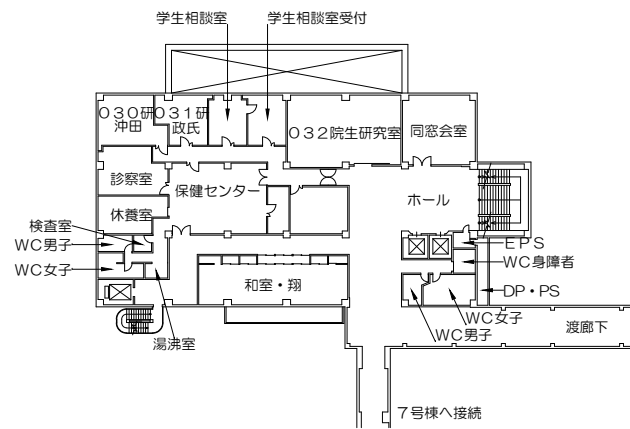 学生相談室
学生相談室受付
０３０研
沖田
０３１研
政氏
０３２院生研究室
同窓会室
診察室
保健センター
ホール
休養室
検査室
ＷＣ男子
ＷＣ女子
ＥＰＳ
ＷＣ身障者
和室・翔
DP・PS
ＷＣ女子
ＷＣ男子
渡廊下
湯沸室
７号棟へ接続